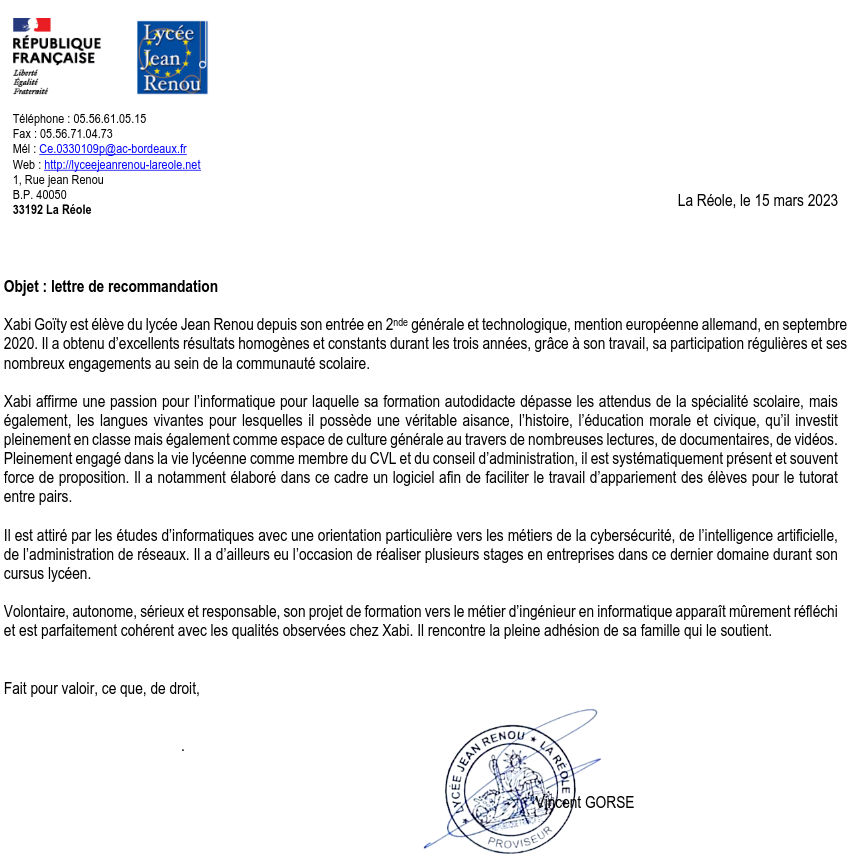 RÉPUBLIQUE
FRANÇAISE
Liberté
Égalité
Fraternité
Lycée
Jean
Renou
Téléphone : 05.56.61.05.15
Fax : 05.56.71.04.73
Mél : Ce.0330109p@ac-bordeaux.fr
Web : http://lyceejeanrenou-lareole.net
1, Rue jean Renou
B.P. 40050
33192 La Réole
La Réole, le 15 mars 2023
Objet : lettre de recommandation
Xabi Goïty est élève du lycée Jean Renou depuis son entrée en 2nde générale et technologique, mention européenne allemand, en septembre
2020. Il a obtenu d’excellents résultats homogènes et constants durant les trois années, grâce à son travail, sa participation régulières et ses
nombreux engagements au sein de la communauté scolaire.
Xabi affirme une passion pour l’informatique pour laquelle sa formation autodidacte dépasse les attendus de la spécialité scolaire, mais
également, les langues vivantes pour lesquelles il possède une véritable aisance, l’histoire, l’éducation morale et civique, qu’il investit
pleinement en classe mais également comme espace de culture générale au travers de nombreuses lectures, de documentaires, de vidéos.
Pleinement engagé dans la vie lycéenne comme membre du CVL et du conseil d’administration, il est systématiquement présent et souvent
force de proposition. Il a notamment élaboré dans ce cadre un logiciel afin de faciliter le travail d’appariement des élèves pour le tutorat
entre pairs.
Il est attiré par les études d’informatiques avec une orientation particulière vers les métiers de la cybersécurité, de l’intelligence artificielle,
de l’administration de réseaux. Il a d’ailleurs eu l’occasion de réaliser plusieurs stages en entreprises dans ce dernier domaine durant son
cursus lycéen.
Volontaire, autonome, sérieux et responsable, son projet de formation vers le métier d’ingénieur en informatique apparaît mûrement réfléchi
et est parfaitement cohérent avec les qualités observées chez Xabi. Il rencontre la pleine adhésion de sa famille qui le soutient.
Fait pour valoir, ce que, de droit,
.
LYCÉE JEAN RENOU ★ LA RÉOLE ★
Vincent GORSE
PROVISEUR